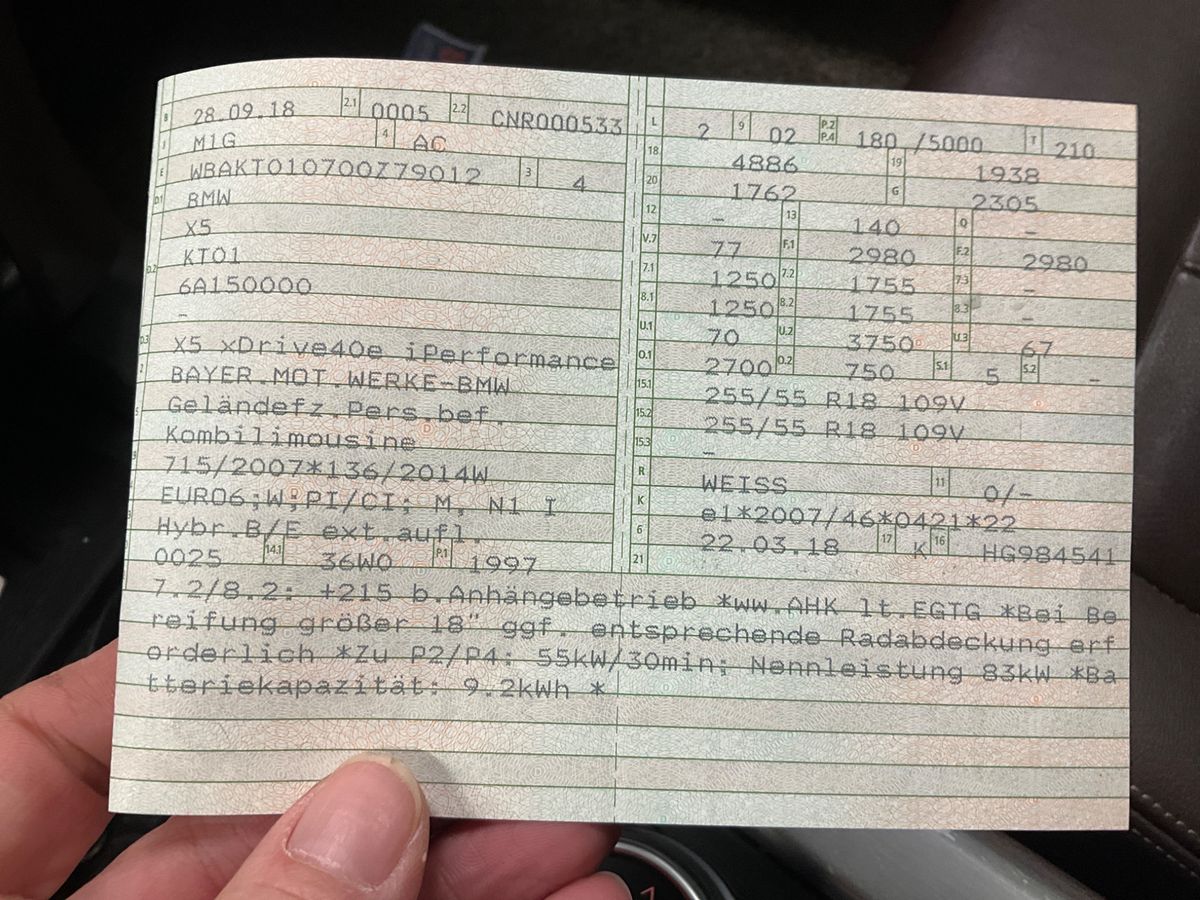 B 28.09.18 2.1 0005 2.2 CNR000533
J M1G 4 AC
E WBAKT010700Z79012 3 4
D.1 BMW
X5
D.2 KT01
6A150000
-
D.3 X5 xDrive40e iPerformance
2 BAYER.MOT.WERKE-BMW
5 Geländefz.Pers.bef.
Kombilimousine
715/2007*136/2014W
EURO6;W;PI/CI; M, N1 I
Hybr.B/E ext.aufl.
0025 14.1 36W0 P.1 1997
L 2 9 02 P.2 P.4 180 /5000 T 210
18 4886 19 1938
20 1762 G 2305
12 - 13 140 Q -
V.7 77 F.1 2980 F.2 2980
7.1 1250 7.2 1755 7.3 -
8.1 1250 8.2 1755 8.3 -
U.1 70 U.2 3750 U.3 67
O.1 2700 O.2 750 S.1 5 S.2 -
15.1 255/55 R18 109V
15.2 255/55 R18 109V
15.3 -
R WEISS 11 0/-
K e1*2007/46*0421*22
6 22.03.18 17 K 16 HG984541
21
7.2/8.2: +215 b.Anhängebetrieb *ww.AHK lt.EGTG *Bei Be
reifung größer 18" ggf. entsprechende Radabdeckung erf
orderlich *Zu P2/P4: 55kW/30min; Nennleistung 83kW *Ba
tteriekapazität: 9.2kWh *